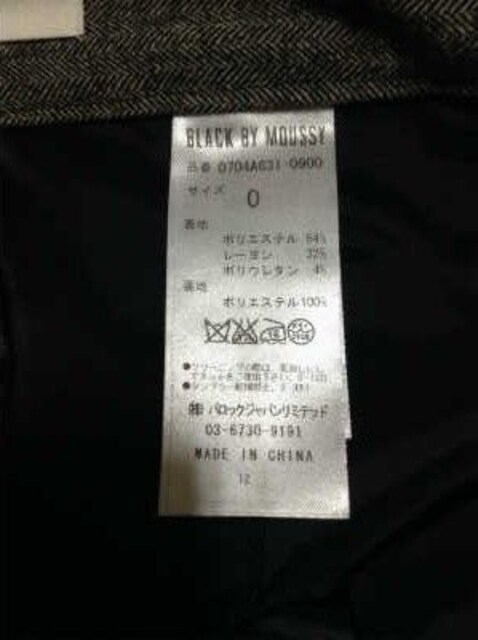 BLACK BY MOUSSY
品番 0704A631-0900
サイズ 0
表地
ポリエステル 64%
レーヨン 32%
ポリウレタン 4%
裏地
ポリエステル 100%
㈱バロックジャパンリミテッド
03-6730-9191
MADE IN CHINA
12